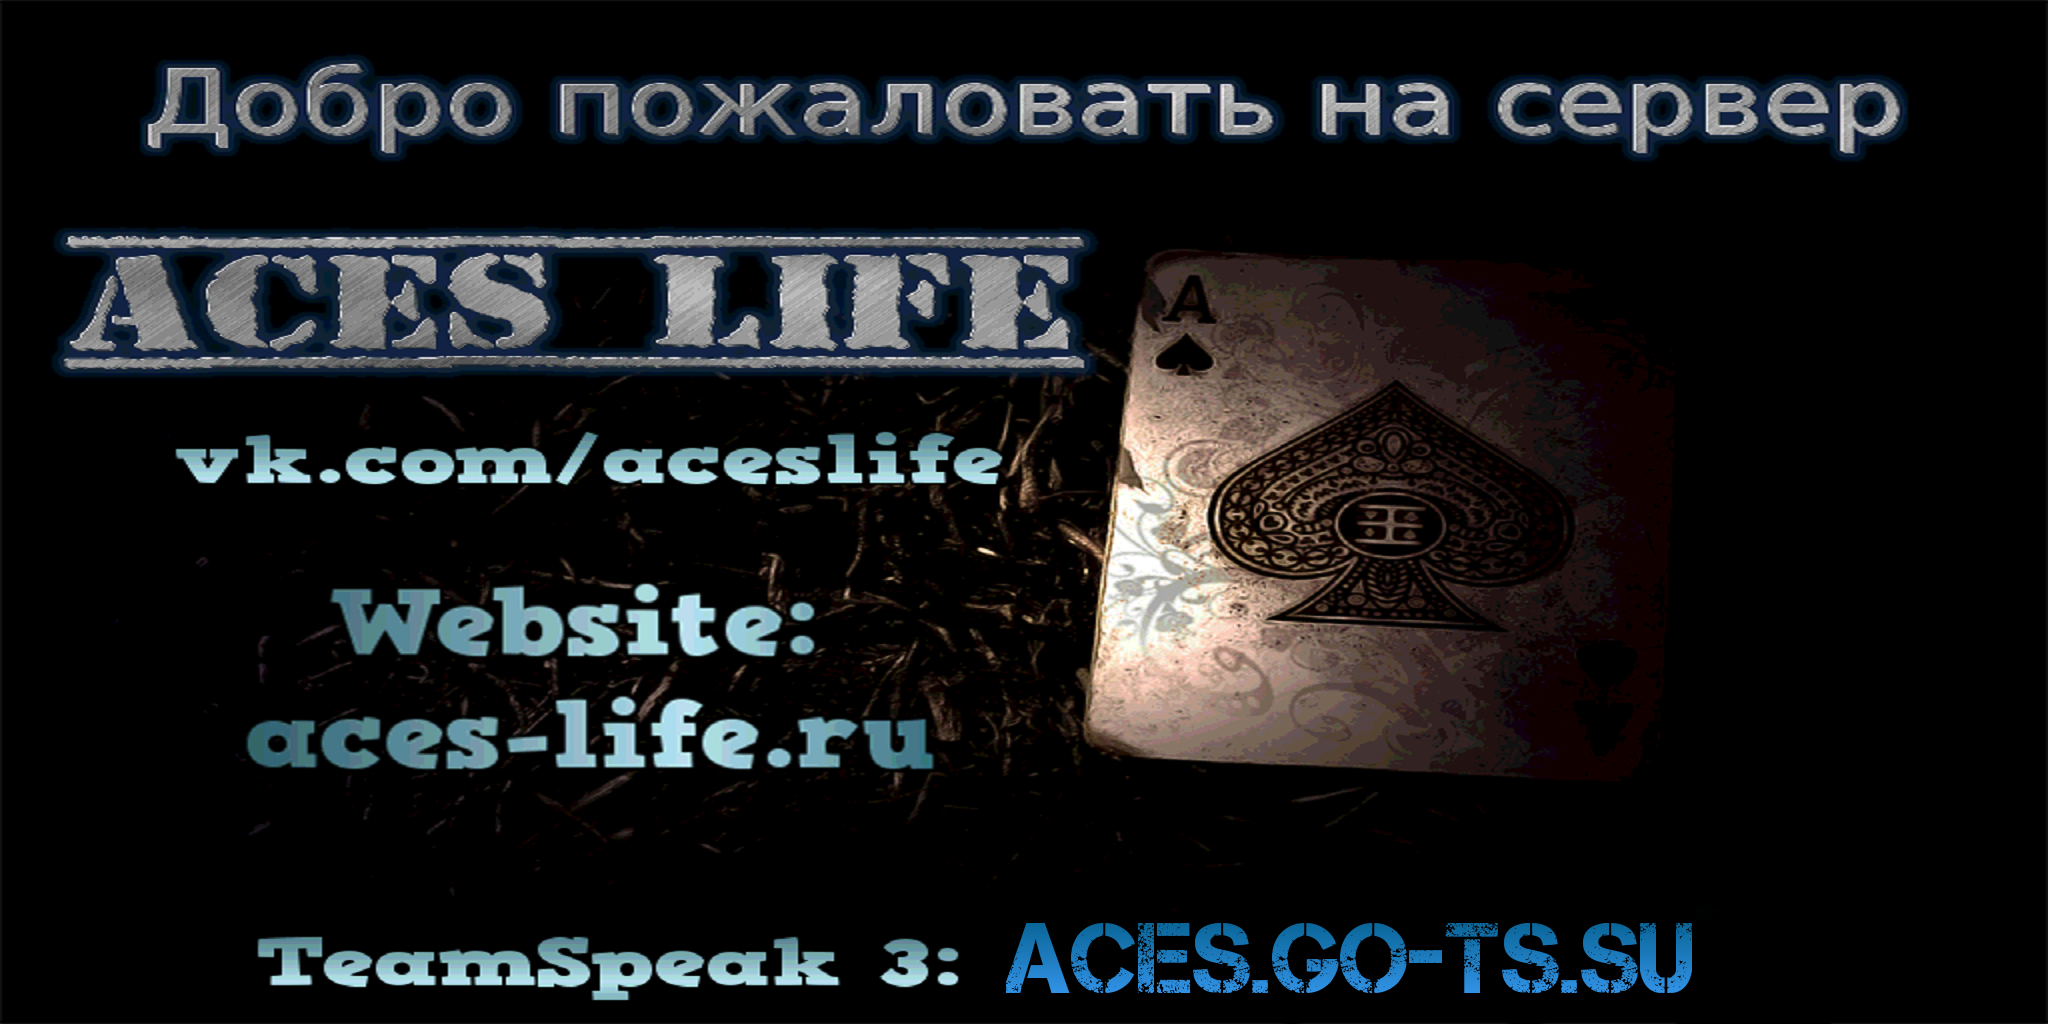 Добро пожаловать на сервер
ACES LIFE
A
vk.com/aceslife
Website:
aces-life.ru
TeamSpeak 3: ACES.GO-TS.SU